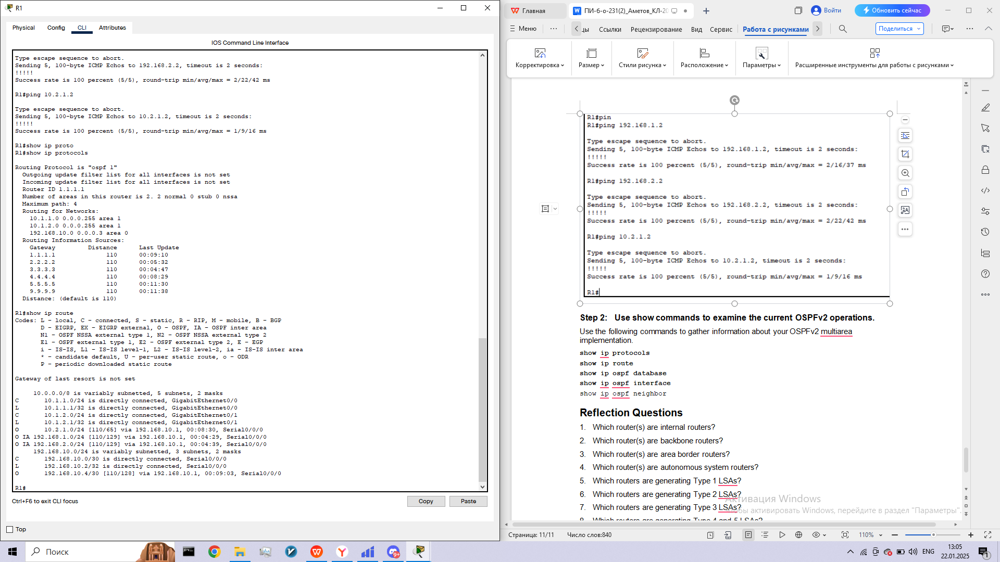 R1
Physical Config CLI Attributes
IOS Command Line Interface
Type escape sequence to abort.
Sending 5, 100-byte ICMP Echos to 192.168.2.2, timeout is 2 seconds:
!!!!!
Success rate is 100 percent (5/5), round-trip min/avg/max = 2/22/42 ms
R1#ping 10.2.1.2
Type escape sequence to abort.
Sending 5, 100-byte ICMP Echos to 10.2.1.2, timeout is 2 seconds:
!!!!!
Success rate is 100 percent (5/5), round-trip min/avg/max = 1/9/16 ms
R1#show ip proto
R1#show ip protocols
Routing Protocol is "ospf 1"
Outgoing update filter list for all interfaces is not set
Incoming update filter list for all interfaces is not set
Router ID 1.1.1.1
Number of areas in this router is 2. 2 normal 0 stub 0 nssa
Maximum path: 4
Routing for Networks:
10.1.1.0 0.0.0.255 area 1
10.1.2.0 0.0.0.255 area 1
192.168.10.0 0.0.0.3 area 0
Routing Information Sources:
Gateway Distance Last Update
1.1.1.1 110 00:09:10
2.2.2.2 110 00:05:32
3.3.3.3 110 00:04:47
4.4.4.4 110 00:08:29
5.5.5.5 110 00:11:30
9.9.9.9 110 00:11:38
Distance: (default is 110)
R1#show ip route
Codes: L - local, C - connected, S - static, R - RIP, M - mobile, B - BGP
D - EIGRP, EX - EIGRP external, O - OSPF, IA - OSPF inter area
N1 - OSPF NSSA external type 1, N2 - OSPF NSSA external type 2
E1 - OSPF external type 1, E2 - OSPF external type 2, E - EGP
i - IS-IS, L1 - IS-IS level-1, L2 - IS-IS level-2, ia - IS-IS inter area
* - candidate default, U - per-user static route, o - ODR
P - periodic downloaded static route
Gateway of last resort is not set
10.0.0.0/8 is variably subnetted, 5 subnets, 2 masks
C 10.1.1.0/24 is directly connected, GigabitEthernet0/0
L 10.1.1.1/32 is directly connected, GigabitEthernet0/0
C 10.1.2.0/24 is directly connected, GigabitEthernet0/1
L 10.1.2.1/32 is directly connected, GigabitEthernet0/1
O 10.2.1.0/24 [110/65] via 192.168.10.1, 00:08:30, Serial0/0/0
O IA 192.168.1.0/24 [110/129] via 192.168.10.1, 00:04:29, Serial0/0/0
O IA 192.168.2.0/24 [110/129] via 192.168.10.1, 00:04:39, Serial0/0/0
192.168.10.0/24 is variably subnetted, 3 subnets, 2 masks
C 192.168.10.0/30 is directly connected, Serial0/0/0
L 192.168.10.2/32 is directly connected, Serial0/0/0
O 192.168.10.4/30 [110/128] via 192.168.10.1, 00:09:03, Serial0/0/0
R1#
Ctrl+F6 to exit CLI focus
Copy Paste
Top
Главная ПИ-б-о-231(2)_Аметов_КЛ-20 Войти Обновить сейчас
Меню цы Ссылки Рецензирование Вид Сервис Работа с рисунками Поделиться
Корректировка Размер Стили рисунка Расположение Параметры Расширенные инструменты для работы с рисунками
R1#pin
R1#ping 192.168.1.2
Type escape sequence to abort.
Sending 5, 100-byte ICMP Echos to 192.168.1.2, timeout is 2 seconds:
!!!!!
Success rate is 100 percent (5/5), round-trip min/avg/max = 2/16/37 ms
R1#ping 192.168.2.2
Type escape sequence to abort.
Sending 5, 100-byte ICMP Echos to 192.168.2.2, timeout is 2 seconds:
!!!!!
Success rate is 100 percent (5/5), round-trip min/avg/max = 2/22/42 ms
R1#ping 10.2.1.2
Type escape sequence to abort.
Sending 5, 100-byte ICMP Echos to 10.2.1.2, timeout is 2 seconds:
!!!!!
Success rate is 100 percent (5/5), round-trip min/avg/max = 1/9/16 ms
R1#
Step 2: Use show commands to examine the current OSPFv2 operations.
Use the following commands to gather information about your OSPFv2 multiarea
implementation.
show ip protocols
show ip route
show ip ospf database
show ip ospf interface
show ip ospf neighbor
Reflection Questions
1. Which router(s) are internal routers?
2. Which router(s) are backbone routers?
3. Which router(s) are area border routers?
4. Which router(s) are autonomous system routers?
5. Which routers are generating Type 1 LSAs?
6. Which routers are generating Type 2 LSAs?
7. Which routers are generating Type 3 LSAs?
8. Which routers are generating Type 4 and 5 LSAs?
Активация Windows
Чтобы активировать Windows, перейдите в раздел "Параметры".
Страница: 11/11 Число слов:840 110%
Поиск
9+
ENG
13:05
22.01.2025
1